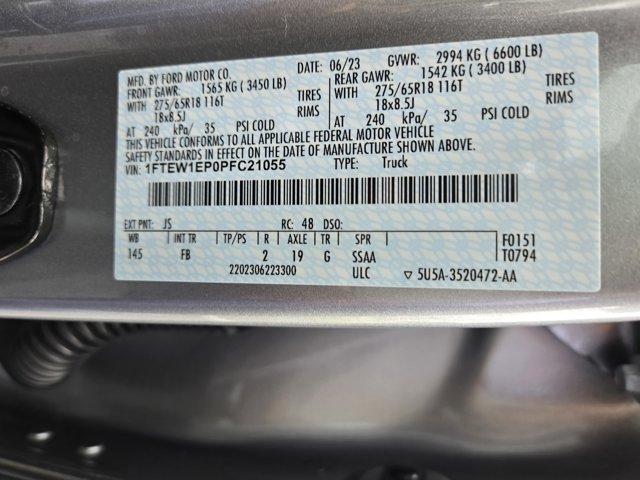 MFD. BY FORD MOTOR CO. DATE: 06/23 GVWR: 2994 KG (6600 LB)
FRONT GAWR: 1565 KG (3450 LB) REAR GAWR: 1542 KG (3400 LB)
WITH 275/65R18 116T TIRES WITH 275/65R18 116T TIRES
18x8.5J RIMS 18x8.5J RIMS
AT 240 kPa/ 35 PSI COLD AT 240 kPa/ 35 PSI COLD
THIS VEHICLE CONFORMS TO ALL APPLICABLE FEDERAL MOTOR VEHICLE
SAFETY STANDARDS IN EFFECT ON THE DATE OF MANUFACTURE SHOWN ABOVE.
VIN: 1FTEW1EP0PFC21055 TYPE: Truck
EXT PNT: JS RC: 48 DSO:
WB INT TR TP/PS R AXLE TR SPR F0151
145 FB 2 19 G SSAA T0794
2202306223300 ULC 5U5A-3520472-AA